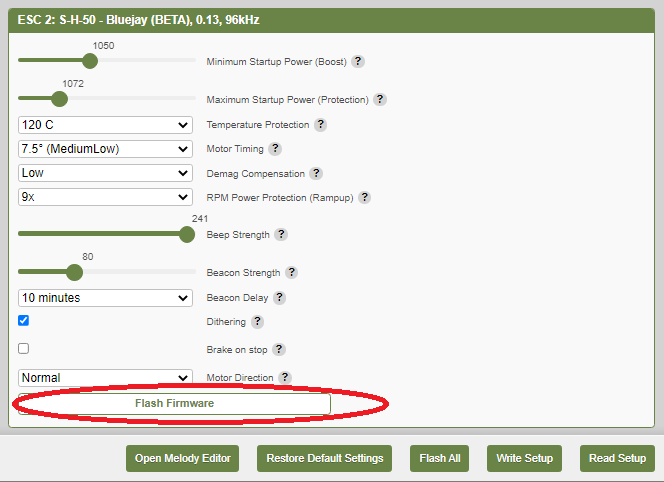 ESC 2: S-H-50 - Bluejay (BETA), 0.13, 96kHz
1050
Minimum Startup Power (Boost) ?
1072
Maximum Startup Power (Protection) ?
120 C Temperature Protection ?
7.5° (MediumLow) Motor Timing ?
Low Demag Compensation ?
9x RPM Power Protection (Rampup) ?
241
Beep Strength ?
80
Beacon Strength ?
10 minutes Beacon Delay ?
Dithering ?
Brake on stop ?
Normal Motor Direction ?
Flash Firmware
Open Melody Editor Restore Default Settings Flash All Write Setup Read Setup